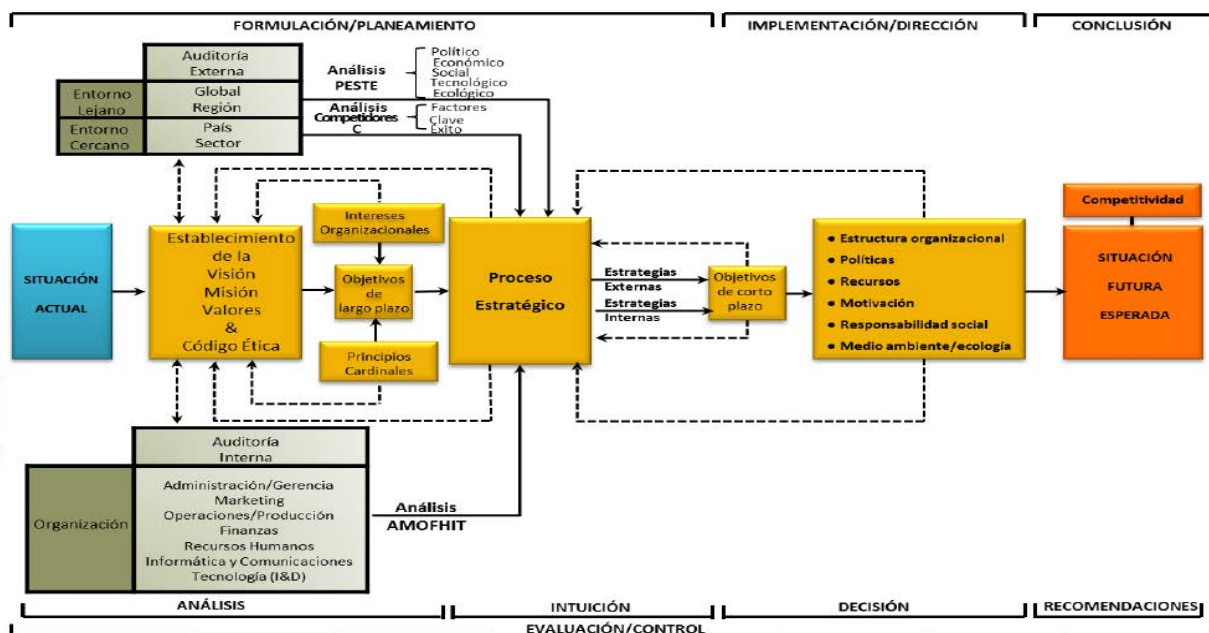 FORMULACIÓN/PLANEAMIENTO
IMPLEMENTACIÓN/DIRECCIÓN
CONCLUSIÓN
Auditoría
Externa
Entorno
Lejano
Global
Región
Entorno
Cercano
País
Sector
Análisis
PESTE
Político
Económico
Social
Tecnológico
Ecológico
Análisis
Competidores
C
Factores
Clave
Éxito
SITUACIÓN
ACTUAL
Establecimiento
de la
Visión
Misión
Valores
&
Código Ética
Intereses
Organizacionales
Objetivos de
largo plazo
Principios
Cardinales
Proceso
Estratégico
Estrategias
Externas
Estrategias
Internas
Objetivos
de corto
plazo
• Estructura organizacional
• Políticas
• Recursos
• Motivación
• Responsabilidad social
• Medio ambiente/ecología
Competitividad
SITUACIÓN
FUTURA
ESPERADA
Auditoría
Interna
Organización
Administración/Gerencia
Marketing
Operaciones/Producción
Finanzas
Recursos Humanos
Informática y Comunicaciones
Tecnología (I&D)
Análisis
AMOFHIT
ANÁLISIS
INTUICIÓN
DECISIÓN
RECOMENDACIONES
EVALUACIÓN/CONTROL